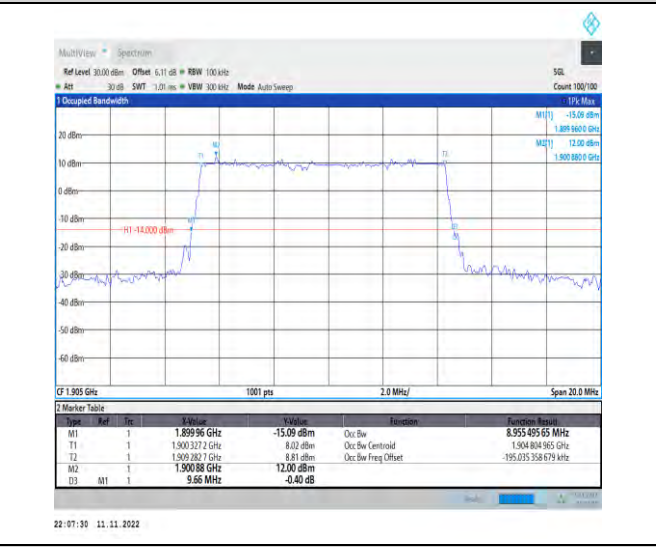 MultiView Spectrum
Ref Level 30.00 dBm Offset 6.11 dB RBW 100 kHz SGL
Att 30 dB SWT 1.01 ms VBW 300 kHz Mode Auto Sweep Count 100/100
1 Occupied Bandwidth 1Pk Max
M1[1] -15.09 dBm
1.899 960 0 GHz
M2[1] 12.00 dBm
1.900 880 0 GHz
20 dBm
M2
T1 T2
10 dBm
0 dBm
-10 dBm
M1
H1 -14.000 dBm
D3
-20 dBm
-30 dBm
-40 dBm
-50 dBm
-60 dBm
CF 1.905 GHz 1001 pts 2.0 MHz/ Span 20.0 MHz
2 Marker Table
Type Ref Trc X-Value Y-Value Function Function Result
M1 1 1.899 96 GHz -15.09 dBm Occ Bw 8.955 495 65 MHz
T1 1 1.900 327 2 GHz 8.02 dBm Occ Bw Centroid 1.904 804 965 GHz
T2 1 1.909 282 7 GHz 8.81 dBm Occ Bw Freq Offset -195.035 358 679 kHz
M2 1 1.900 88 GHz 12.00 dBm
D3 M1 1 9.66 MHz -0.40 dB
22:07:30 11.11.2022